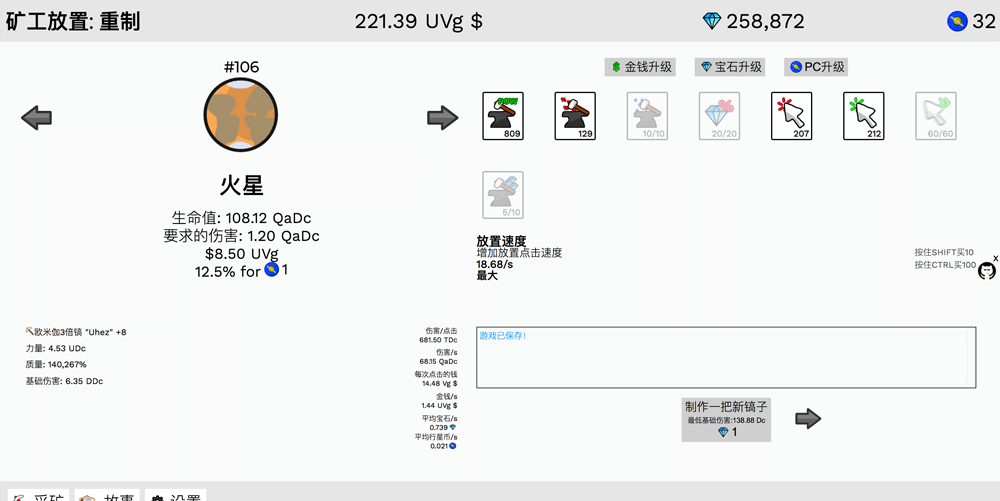 矿工放置: 重制
221.39 UVg $
258,872
32
#106
火星
生命值: 108.12 QaDc
要求的伤害: 1.20 QaDc
$8.50 UVg
12.5% for 1
金钱升级
宝石升级
PC升级
NOW
809
129
10/10
20/20
207
212
60/60
5/10
放置速度
增加放置点击速度
18.68/s
最大
按住SHIFT买10
按住CTRL买100
x
欧米伽3倍镐 "Uhez" +8
力量: 4.53 UDc
质量: 140,267%
基础伤害: 6.35 DDc
伤害/点击
681.50 TDc
伤害/s
68.15 QaDc
每次点击的钱
14.48 Vg $
金钱/s
1.44 UVg $
平均宝石/s
0.739
平均行星币/s
0.021
游戏已保存!
制作一把新镐子
最低基础伤害:138.88 Dc
1
采矿
故事
设置